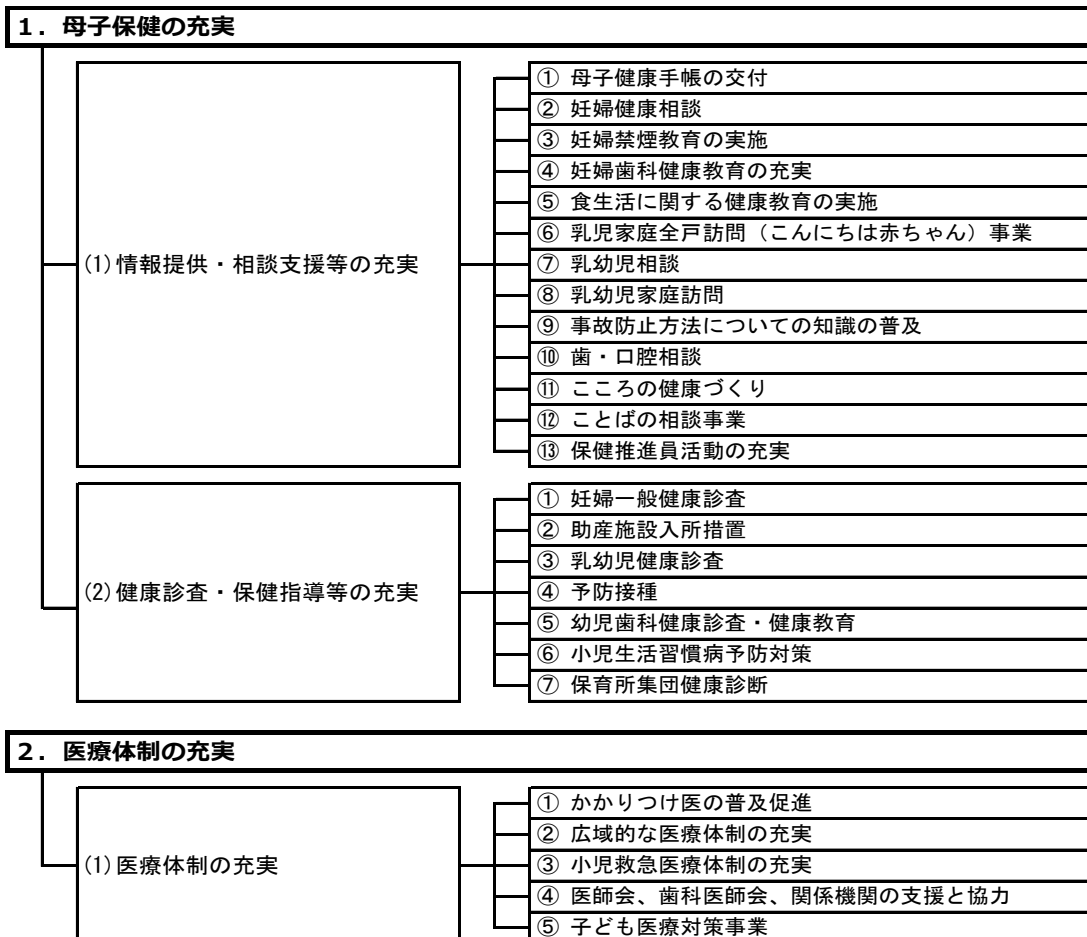 1. 母子保健の充実
(1)情報提供・相談支援等の充実
① 母子健康手帳の交付
② 妊婦健康相談
③ 妊婦禁煙教育の実施
④ 妊婦歯科健康教育の充実
⑤ 食生活に関する健康教育の実施
⑥ 乳児家庭全戸訪問（こんにちは赤ちゃん）事業
⑦ 乳幼児相談
⑧ 乳幼児家庭訪問
⑨ 事故防止方法についての知識の普及
⑩ 歯・口腔相談
⑪ こころの健康づくり
⑫ ことばの相談事業
⑬ 保健推進員活動の充実
(2)健康診査・保健指導等の充実
① 妊婦一般健康診査
② 助産施設入所措置
③ 乳幼児健康診査
④ 予防接種
⑤ 幼児歯科健康診査・健康教育
⑥ 小児生活習慣病予防対策
⑦ 保育所集団健康診断
2. 医療体制の充実
(1)医療体制の充実
① かかりつけ医の普及促進
② 広域的な医療体制の充実
③ 小児救急医療体制の充実
④ 医師会、歯科医師会、関係機関の支援と協力
⑤ 子ども医療対策事業